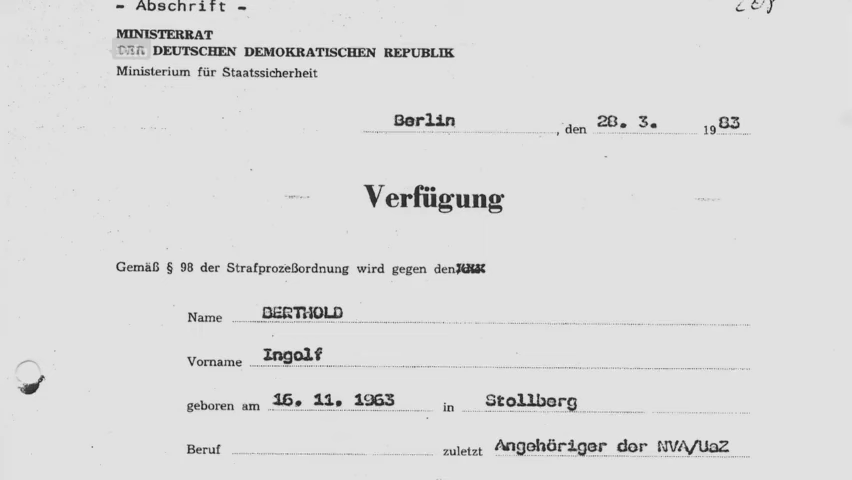 - Abschrift -
MINISTERRAT
DER DEUTSCHEN DEMOKRATISCHEN REPUBLIK
Ministerium für Staatssicherheit
Berlin, den 28. 3. 1983
Verfügung
Gemäß § 98 der Strafprozeßordnung wird gegen den
Name BERTHOLD
Vorname Ingolf
geboren am 16. 11. 1963 in Stollberg
Beruf zuletzt Angehöriger der NVA/UaZ